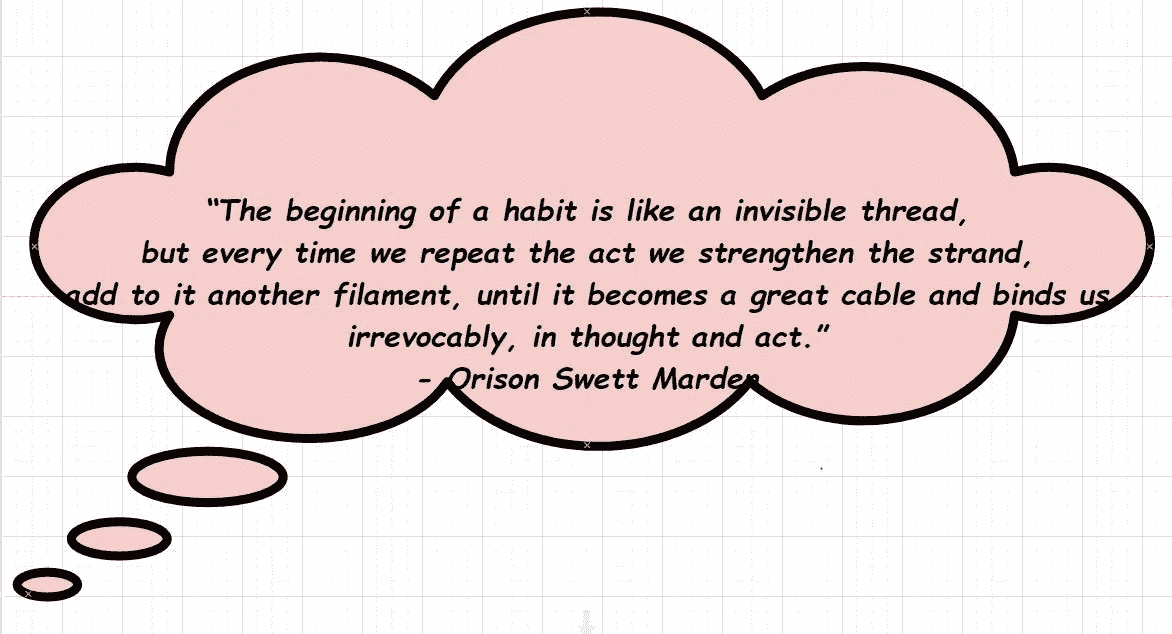 “The beginning of a habit is like an invisible thread,
but every time we repeat the act we strengthen the strand,
add to it another filament, until it becomes a great cable and binds us
irrevocably, in thought and act.”
- Orison Swett Marden